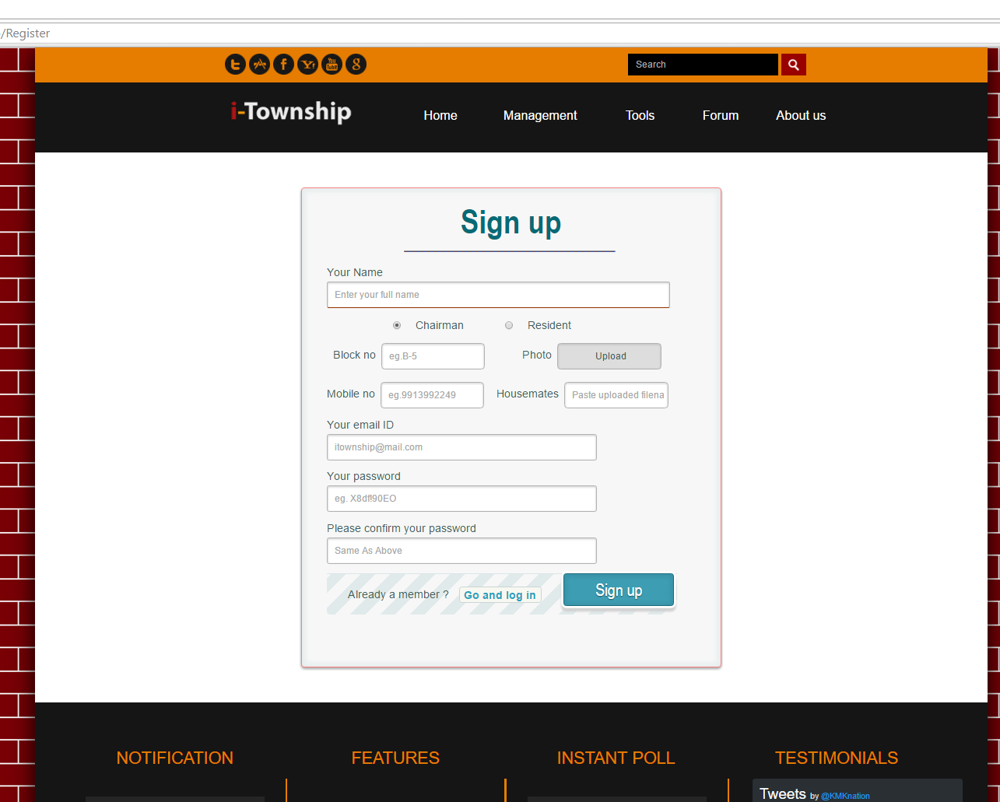 /Register
Search
i-Township
Home Management Tools Forum About us
Sign up
Your Name
Enter your full name
Chairman Resident
Block no eg.B-5 Photo Upload
Mobile no eg.9913992249 Housemates Paste uploaded filena
Your email ID
itownship@mail.com
Your password
eg. X8df!90EO
Please confirm your password
Same As Above
Already a member ? Go and log in Sign up
NOTIFICATION FEATURES INSTANT POLL TESTIMONIALS
Tweets by @KMKnation